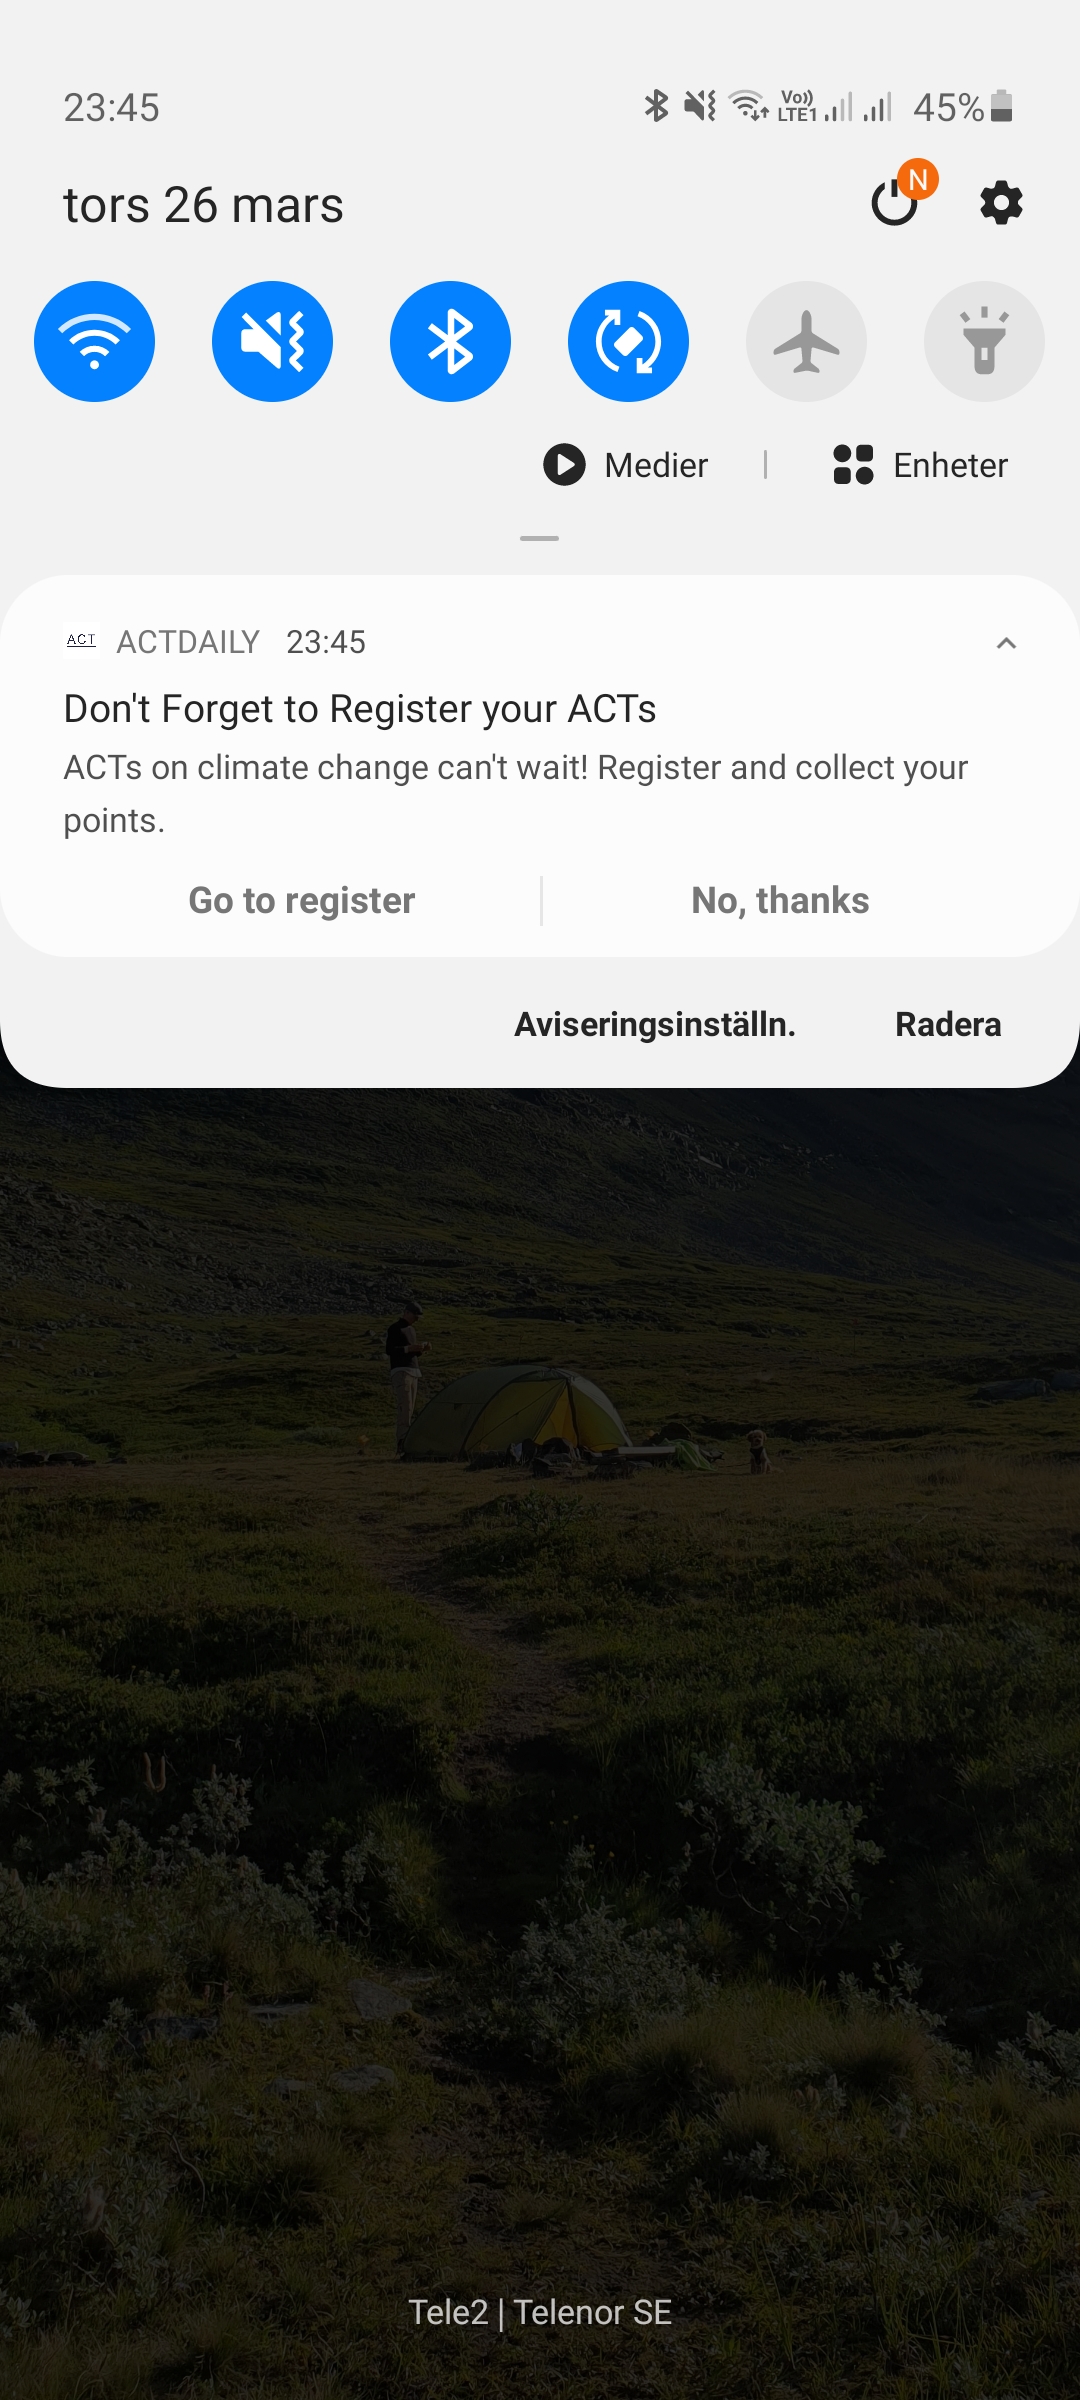 23:45
Vo)) LTE1
45%
tors 26 mars
N
Medier
Enheter
ACT
ACTDAILY 23:45
Don't Forget to Register your ACTs
ACTs on climate change can't wait! Register and collect your
points.
Go to register
No, thanks
Aviseringsinställn.
Radera
Tele2 | Telenor SE